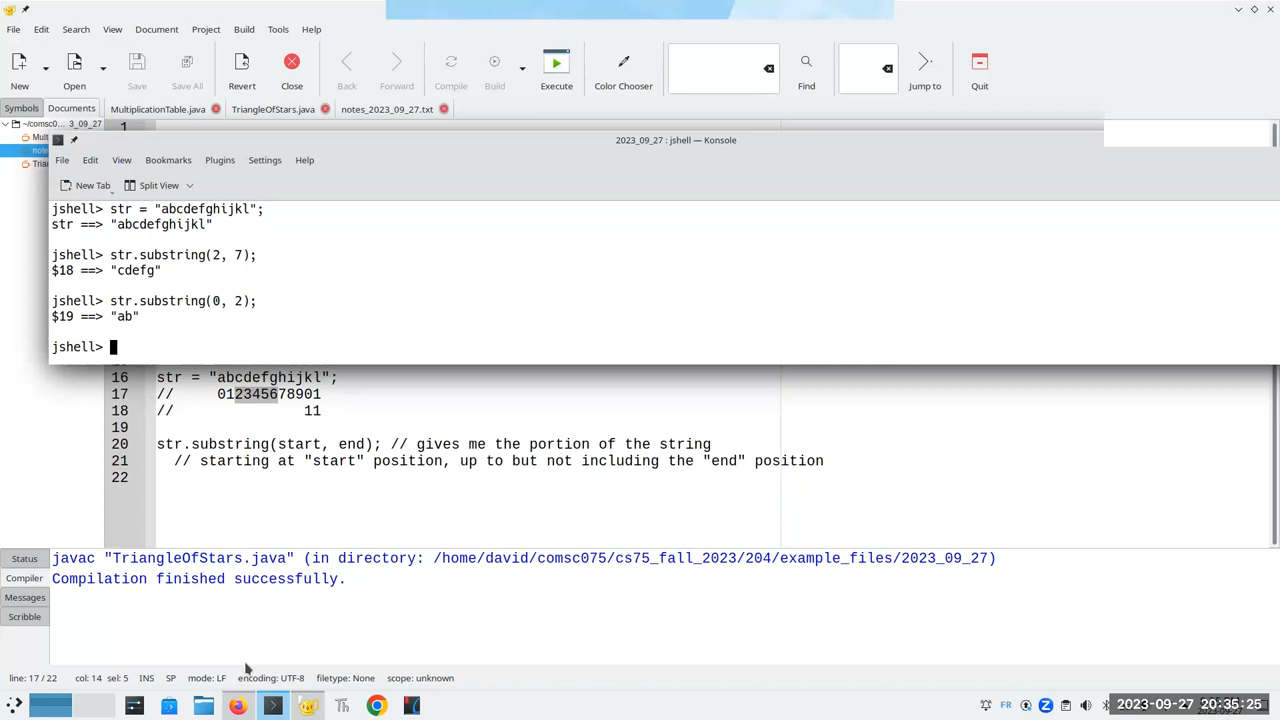 File Edit Search View Document Project Build Tools Help
New Open Save Save All Revert Close Back Forward Compile Build Execute Color Chooser Find Jump to Quit
Symbols Documents MultiplicationTable.java TriangleOfStars.java notes_2023_09_27.txt
~/comsc0... 3_09_27 1
Mult
note
Tria
2023_09_27 : jshell — Konsole
File Edit View Bookmarks Plugins Settings Help
New Tab Split View
jshell> str = "abcdefghijkl";
str ==> "abcdefghijkl"
jshell> str.substring(2, 7);
$18 ==> "cdefg"
jshell> str.substring(0, 2);
$19 ==> "ab"
jshell>
16 str = "abcdefghijkl";
17 // 012345678901
18 // 11
19
20 str.substring(start, end); // gives me the portion of the string
21 // starting at "start" position, up to but not including the "end" position
22
Status
Compiler
Messages
Scribble
javac "TriangleOfStars.java" (in directory: /home/david/comsc075/cs75_fall_2023/204/example_files/2023_09_27)
Compilation finished successfully.
line: 17 / 22 col: 14 sel: 5 INS SP mode: LF encoding: UTF-8 filetype: None scope: unknown
FR 2023-09-27 20:35:25